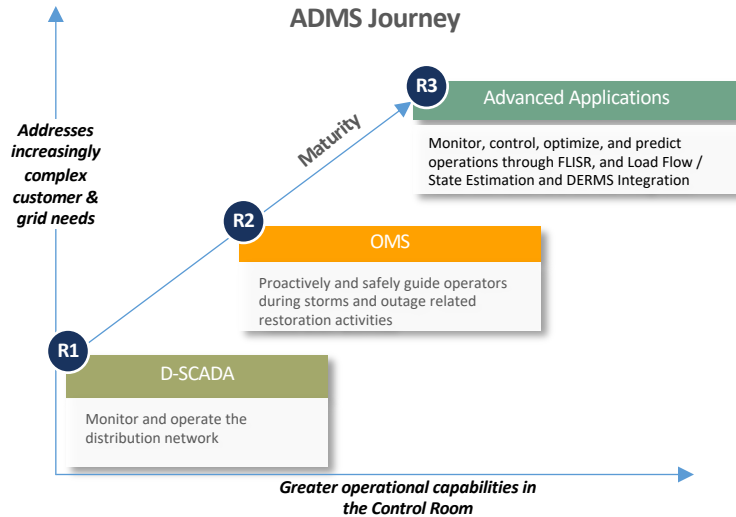 ADMS Journey
R3
Advanced Applications
Monitor, control, optimize, and predict
operations through FLISR, and Load Flow /
State Estimation and DERMS Integration
Maturity
Addresses
increasingly
complex
customer &
grid needs
R2
OMS
Proactively and safely guide operators
during storms and outage related
restoration activities
R1
D-SCADA
Monitor and operate the
distribution network
Greater operational capabilities in
the Control Room